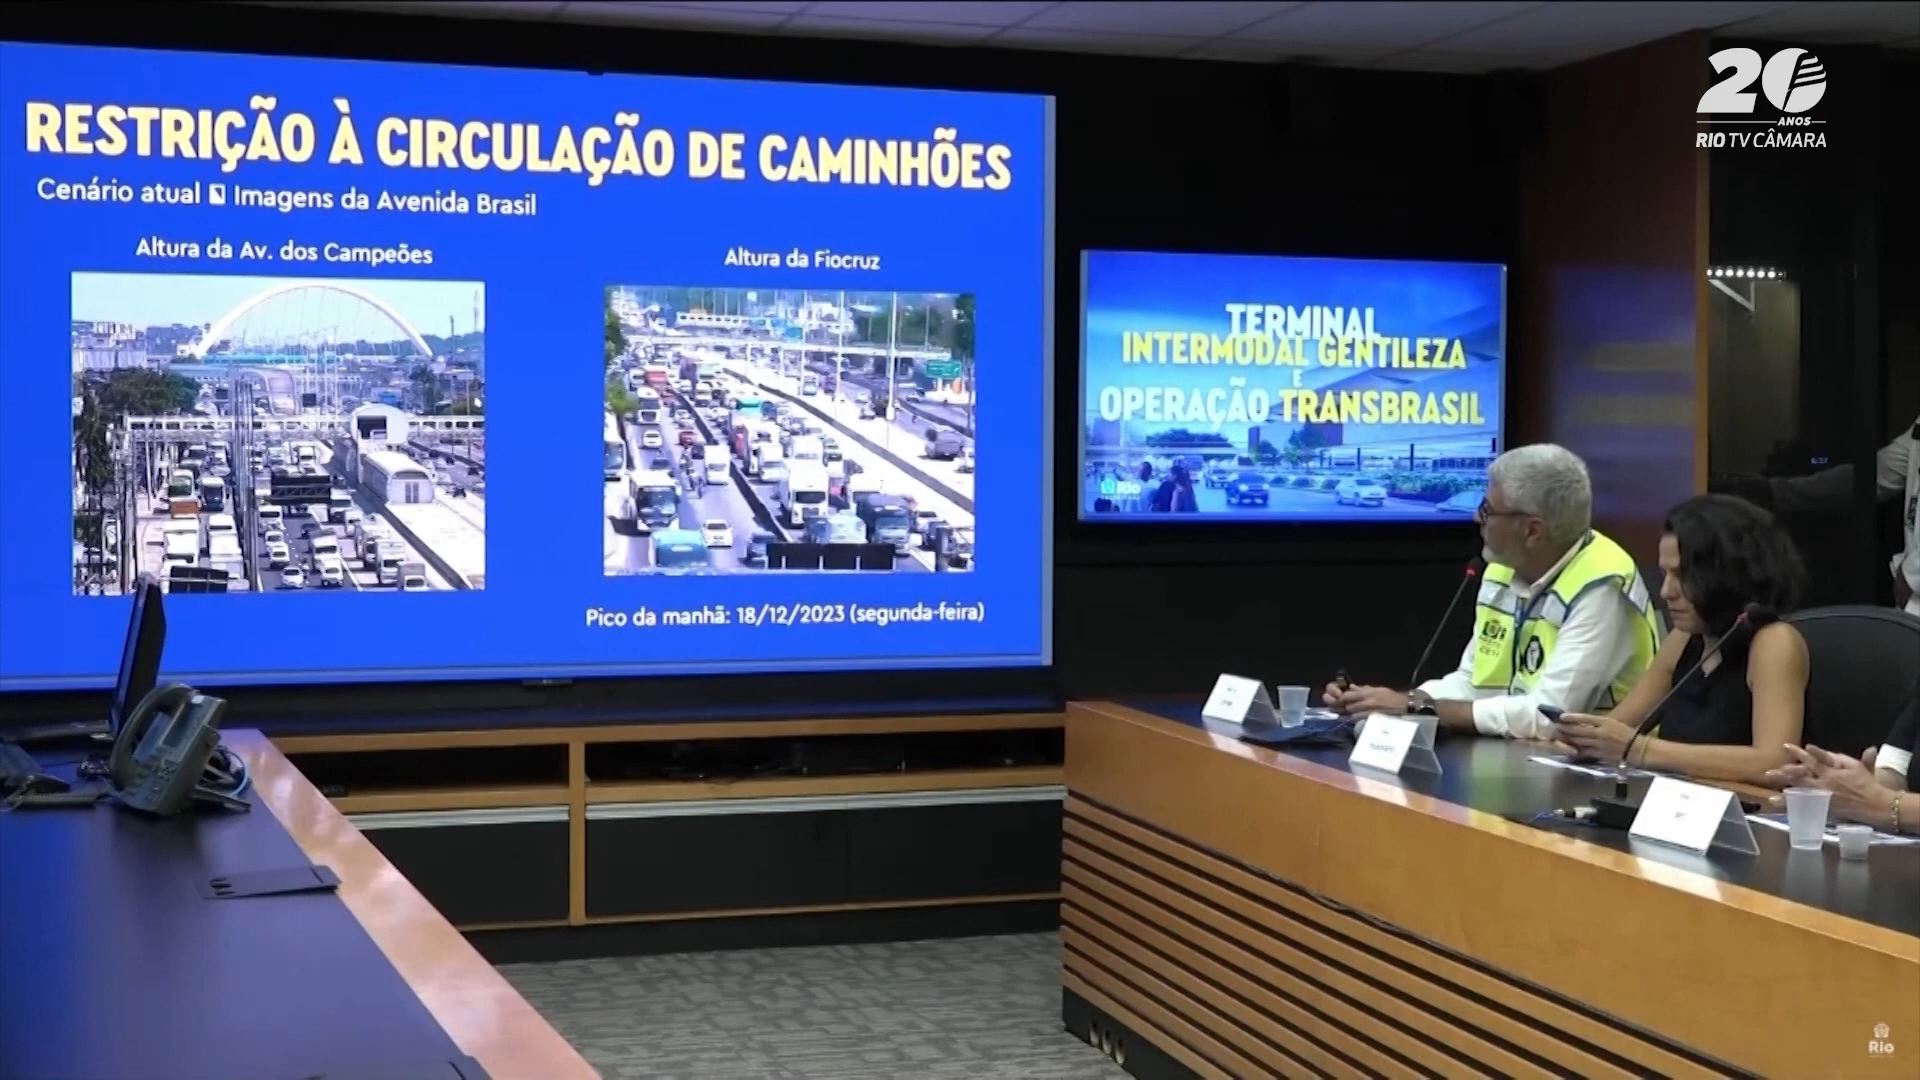 RESTRIÇÃO À CIRCULAÇÃO DE CAMINHÕES
Cenário atual Imagens da Avenida Brasil
Altura da Av. dos Campeões
Altura da Fiocruz
Pico da manhã: 18/12/2023 (segunda-feira)
TERMINAL
INTERMODAL GENTILEZA
E
OPERAÇÃO TRANSBRASIL
Rio
20
ANOS
RIO TV CÂMARA
Rio